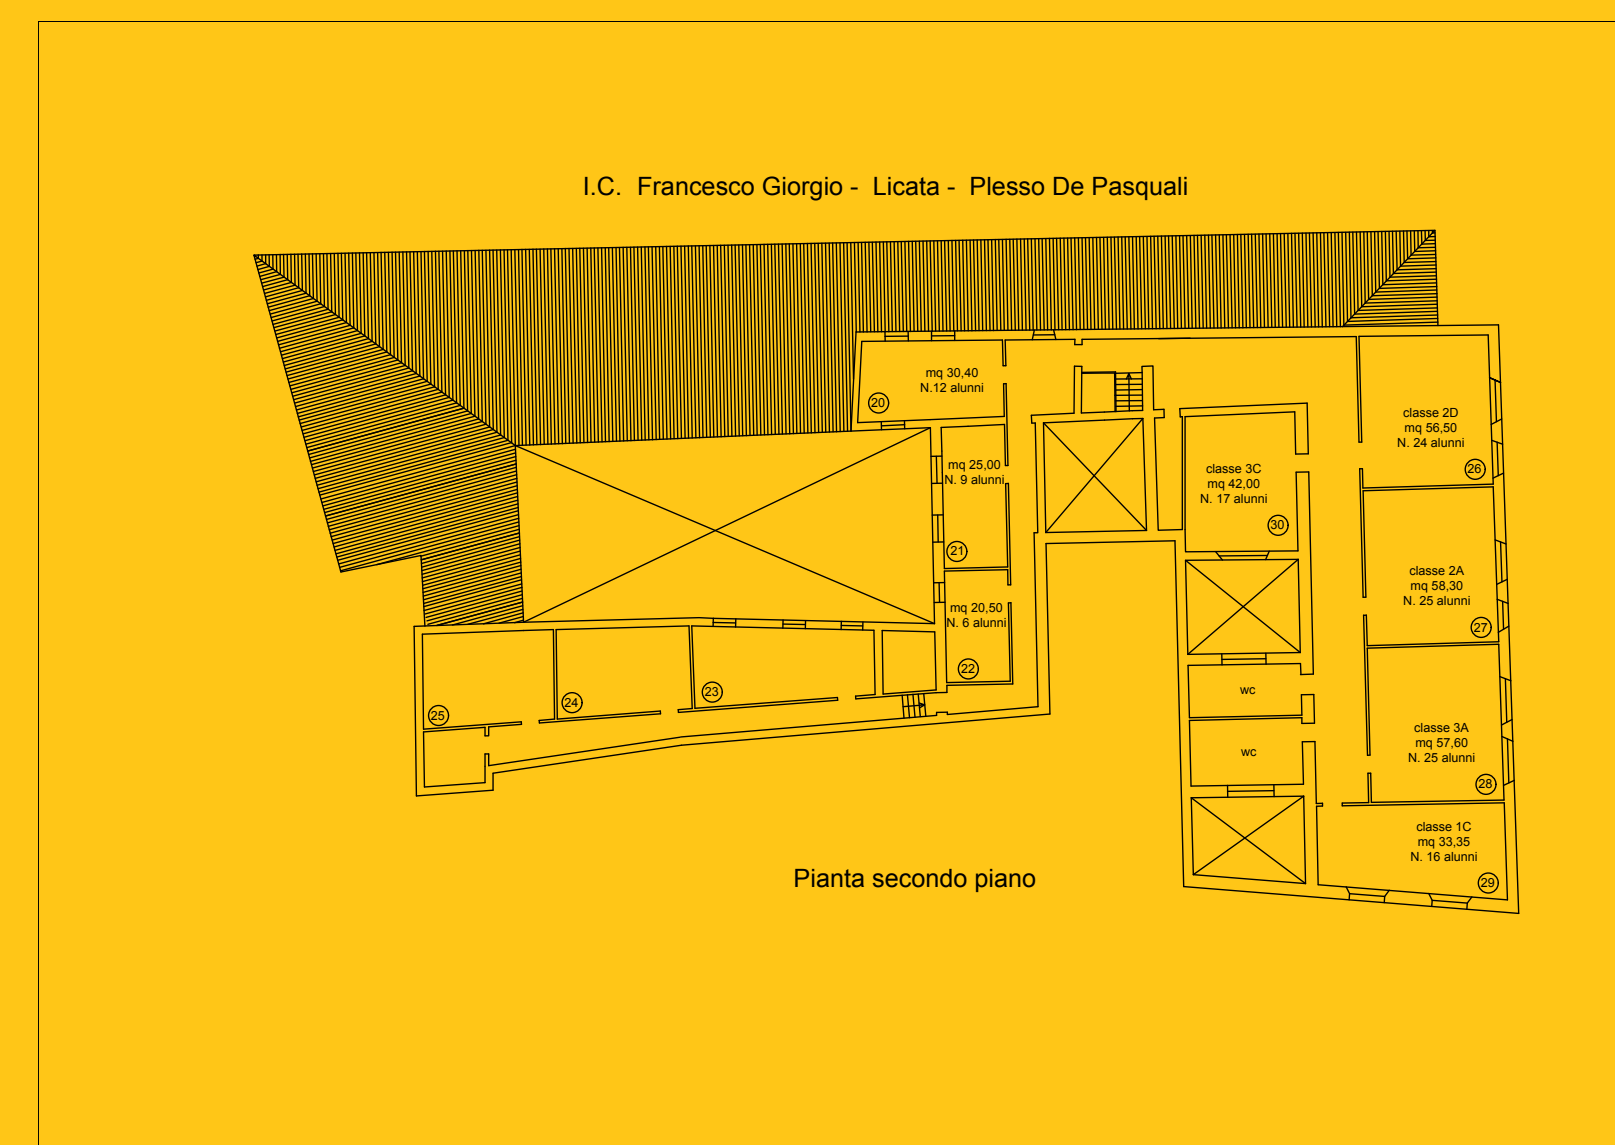 I.C. Francesco Giorgio - Licata - Plesso De Pasquali
mq 30,40
N.12 alunni
20
mq 25,00
N. 9 alunni
21
mq 20,50
N. 6 alunni
22
23
24
25
classe 3C
mq 42,00
N. 17 alunni
30
classe 2D
mq 56,50
N. 24 alunni
26
classe 2A
mq 58,30
N. 25 alunni
27
wc
wc
classe 3A
mq 57,60
N. 25 alunni
28
classe 1C
mq 33,35
N. 16 alunni
29
Pianta secondo piano